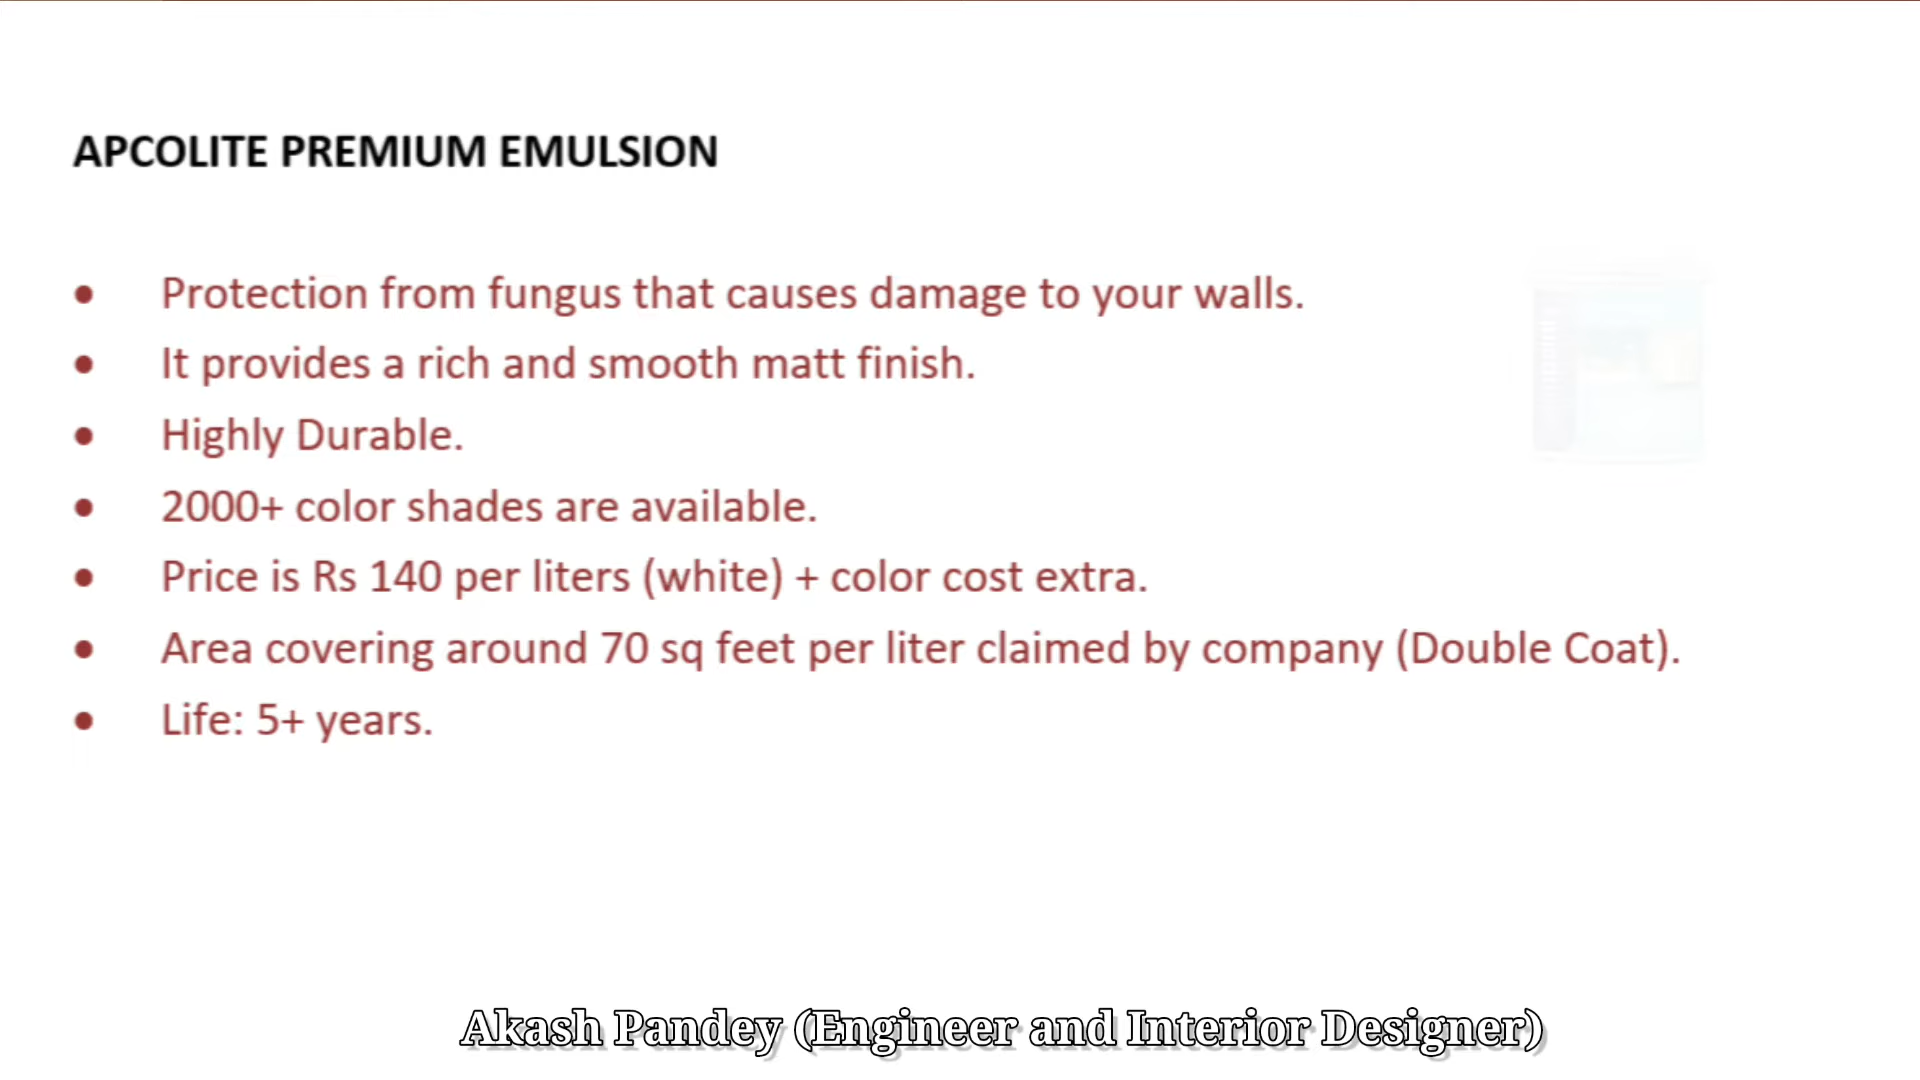 APCOLITE PREMIUM EMULSION
• Protection from fungus that causes damage to your walls.
• It provides a rich and smooth matt finish.
• Highly Durable.
• 2000+ color shades are available.
• Price is Rs 140 per liters (white) + color cost extra.
• Area covering around 70 sq feet per liter claimed by company (Double Coat).
• Life: 5+ years.
Akash Pandey (Engineer and Interior Designer)